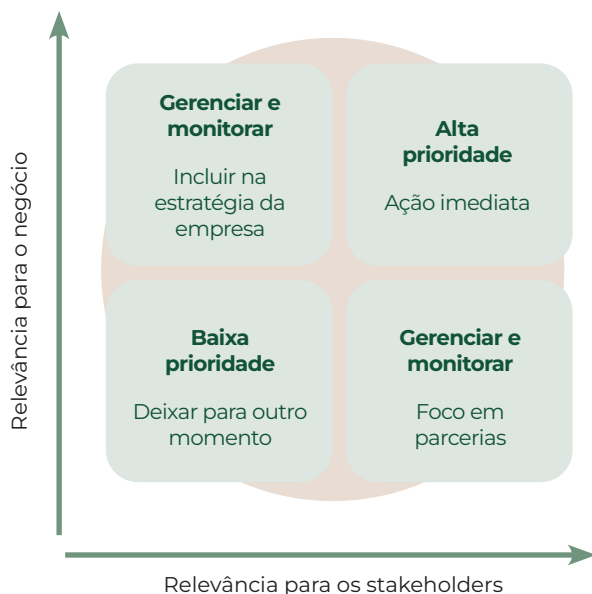 Relevância para o negócio
Gerenciar e
monitorar
Incluir na
estratégia da
empresa
Alta
prioridade
Ação imediata
Baixa
prioridade
Deixar para outro
momento
Gerenciar e
monitorar
Foco em
parcerias
Relevância para os stakeholders